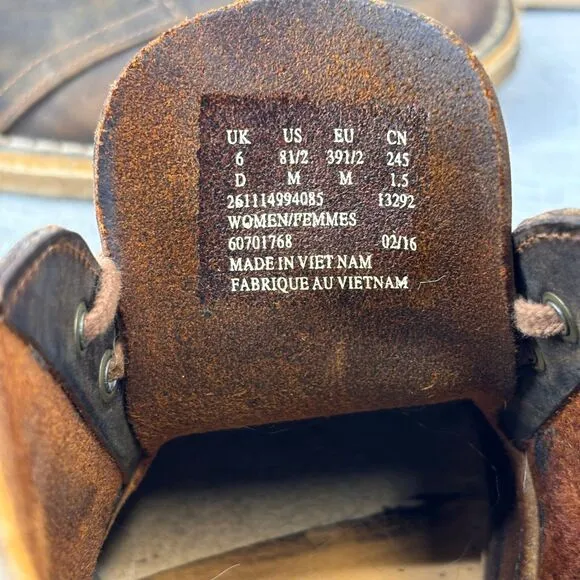 UK US EU CN
6 81/2 391/2 245
D M M 1.5
261114994085 13292
WOMEN/FEMMES
60701768 02/16
MADE IN VIET NAM
FABRIQUE AU VIETNAM